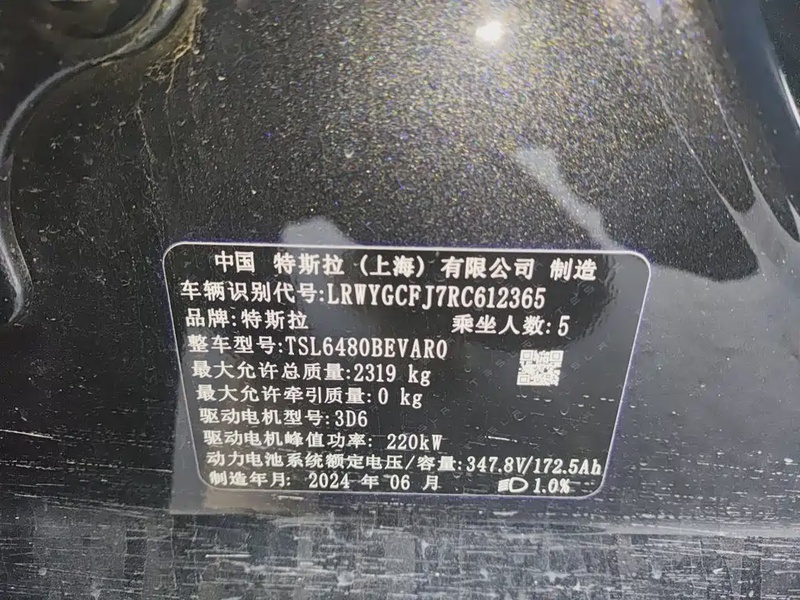 中国 特斯拉（上海）有限公司 制造
车辆识别代号:LRWYGCFJ7RC612365
品牌:特斯拉 乘坐人数:5
整车型号:TSL6480BEVARQ
最大允许总质量:2319 kg
最大允许牵引质量:0 kg
驱动电机型号:3D6
驱动电机峰值功率: 220kW
动力电池系统额定电压/容量:347.8V/172.5Ah
制造年月: 2024 年 06 月 1.0%